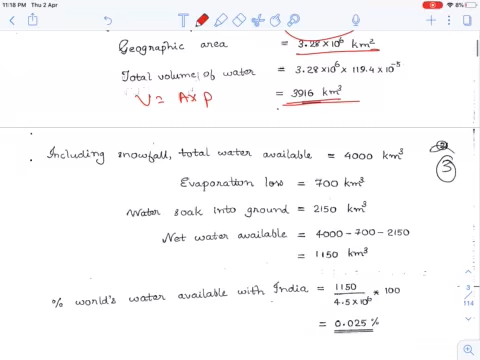 11:18 PM Thu 2 Apr
8%
Geographic area = 3.28 × 10⁶ km²
Total volume of water = 3.28 × 10⁶ × 119.4 × 10⁻⁵
V = A × P = 3916 km³
3
Including snowfall, total water available = 4000 km³
Evaporation loss = 700 km³
Water soak into ground = 2150 km³
Net water available = 4000 - 700 - 2150
= 1150 km³
% world's water available with India = 1150 / 4.5 × 10⁶ * 100
= 0.025 %
3
114